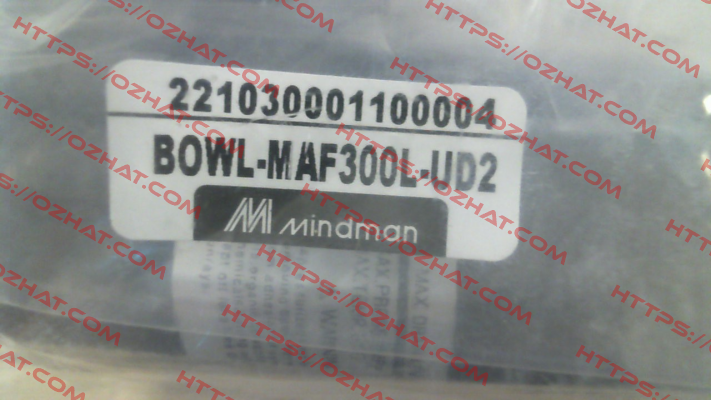 221030001100004
BOWL-MAF300L-UD2
Mindman
HTTPS://OZHAT.COM